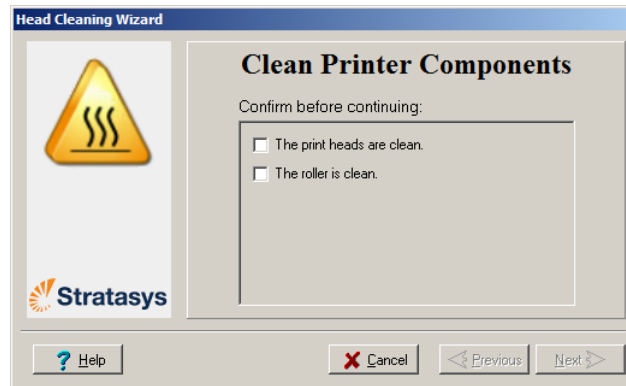 Head Cleaning Wizard
Clean Printer Components
Confirm before continuing:
The print heads are clean.
The roller is clean.
Stratasys
Help
Cancel
Previous
Next